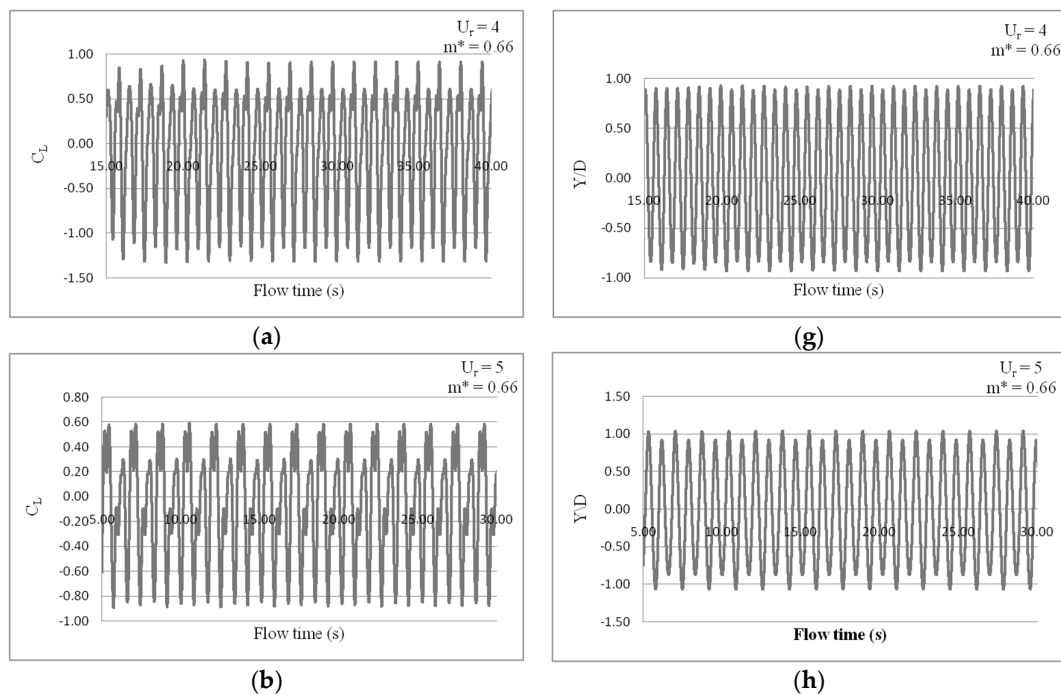 U_r = 4
m* = 0.66
1.00
0.50
0.00
-0.50
-1.00
-1.50
15.00 20.00 25.00 30.00 35.00 40.00
C_L
Flow time (s)
(a)
U_r = 4
m* = 0.66
1.00
0.50
0.00
-0.50
-1.00
15.00 20.00 25.00 30.00 35.00 40.00
Y/D
Flow time (s)
(g)
U_r = 5
m* = 0.66
0.80
0.60
0.40
0.20
0.00
-0.20
-0.40
-0.60
-0.80
-1.00
5.00 10.00 15.00 20.00 25.00 30.00
C_L
Flow time (s)
(b)
U_r = 5
m* = 0.66
1.50
1.00
0.50
0.00
-0.50
-1.00
-1.50
5.00 10.00 15.00 20.00 25.00 30.00
Y\D
Flow time (s)
(h)